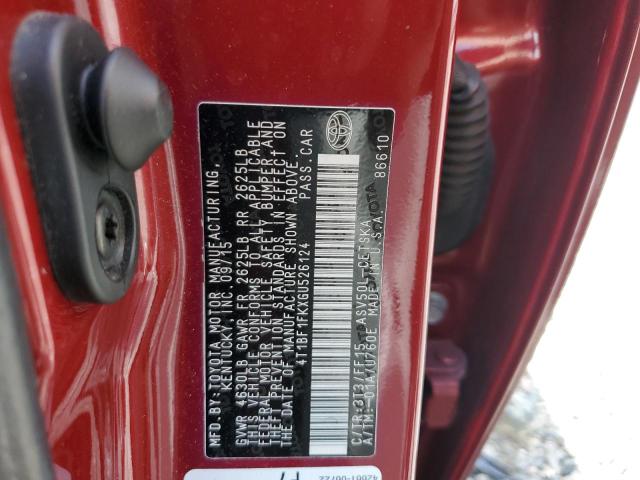 MFD. BY: TOYOTA MOTOR MANUFACTURING,
KENTUCKY, INC. 09/15
GVWR 4630LB GAWR FR 2625LB RR 2625LB
THIS VEHICLE CONFORMS TO ALL APPLICABLE
FEDERAL MOTOR VEHICLE SAFETY BUMPER, AND
THEFT PREVENTION STANDARDS IN EFFECT ON
THE DATE OF MANUFACTURE SHOWN ABOVE.
4T1BF1FKXGU526124 PASS. CAR
C/TR:3T3/FF15 ASV50L-CETSKA
A/TM:-01A/U760E MADE IN U.S.A. 86610
TOYOTA
42661-06722